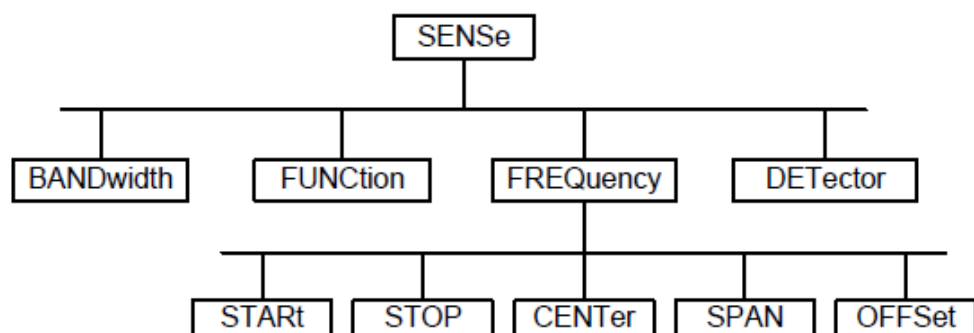 SENSe
BANDwidth FUNCtion FREQuency DETector
STARt STOP CENTer SPAN OFFSet